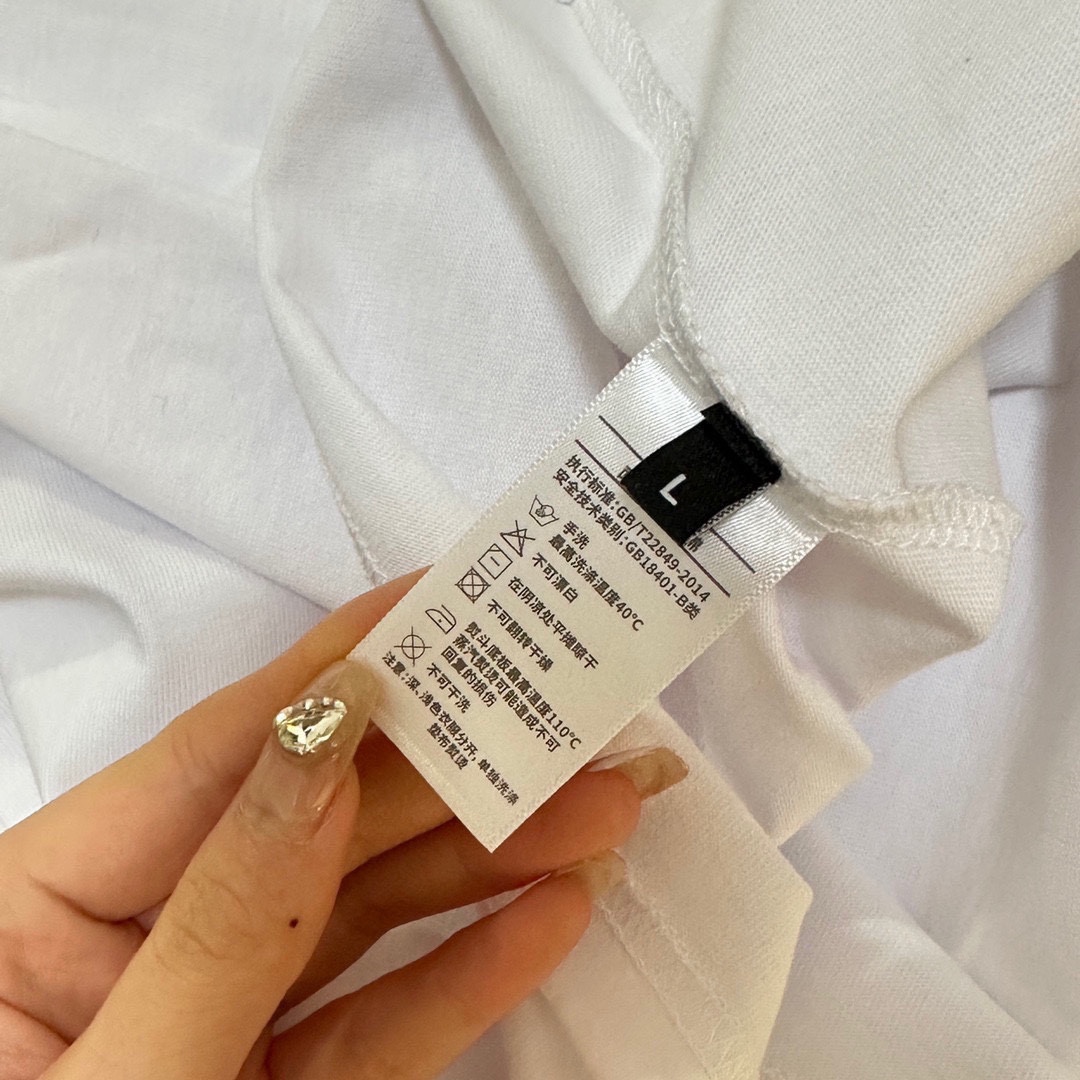 L
执行标准:GB/T22849-2014
安全技术类别:GB18401-B类
手洗
最高洗涤温度40℃
不可漂白
在阴凉处平摊晾干
不可翻转干燥
熨斗底板最高温度110℃
蒸汽熨烫可能造成不可
回复的损伤
不可干洗
注意:深、浅色衣服分开,单独洗涤
垫布熨烫